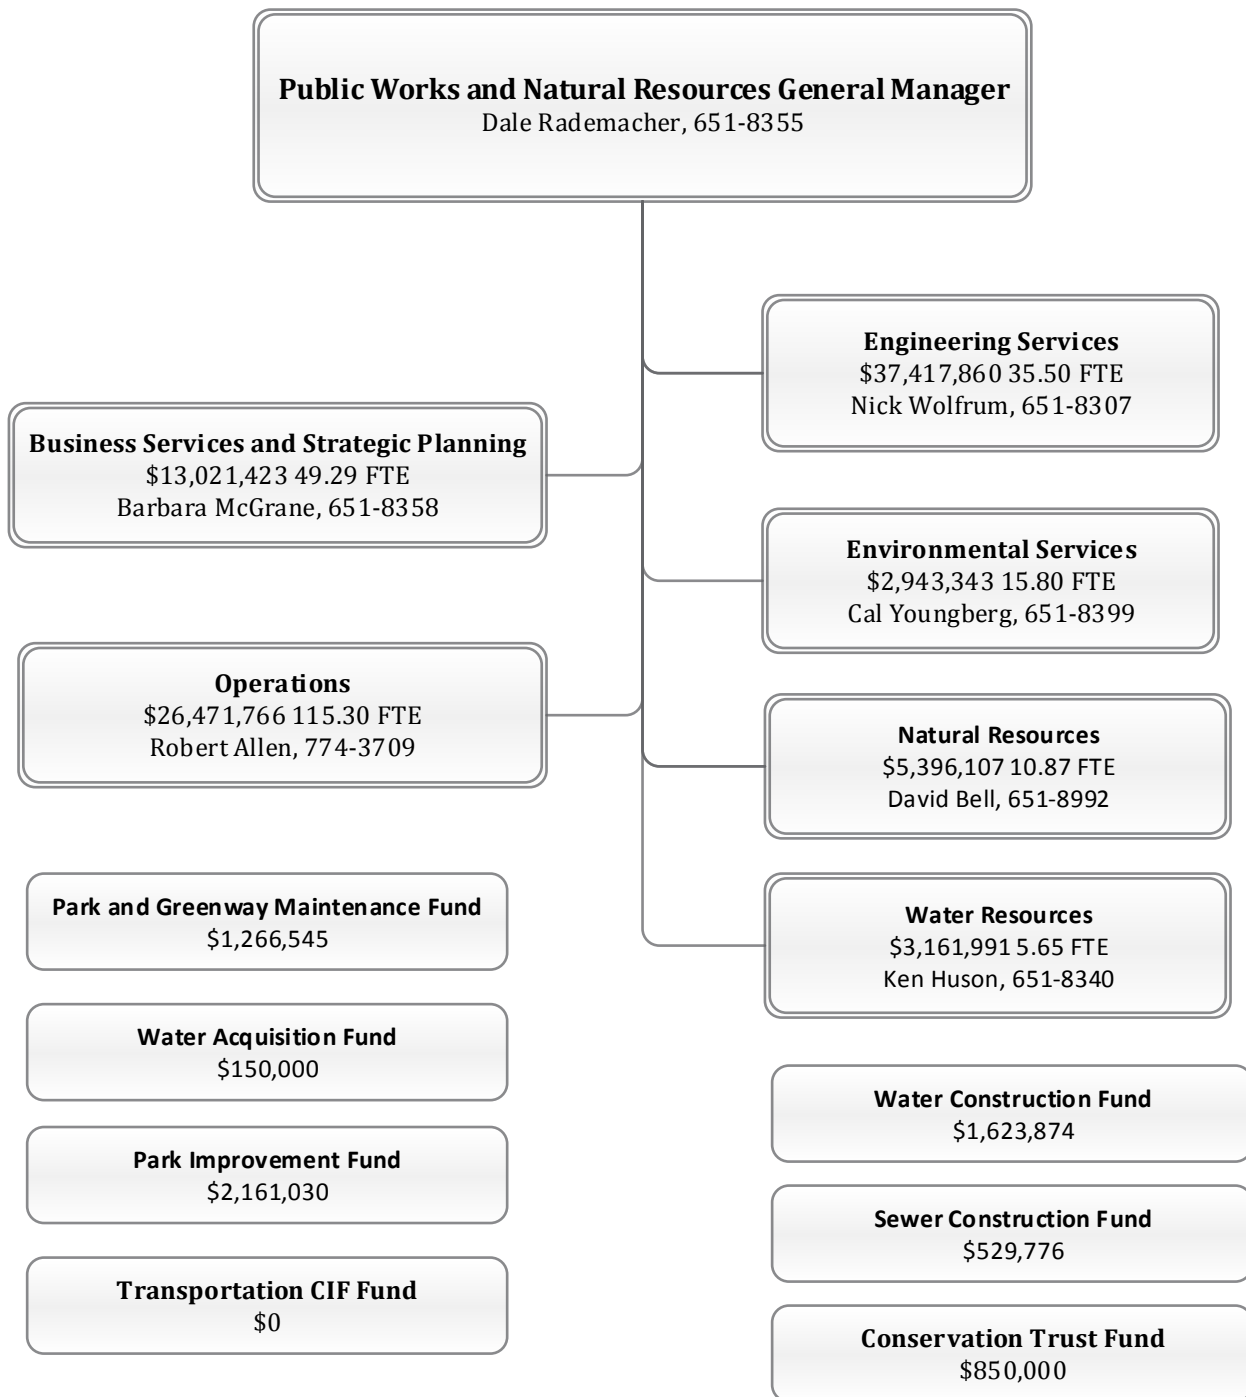 Public Works and Natural Resources General Manager
Dale Rademacher, 651-8355
Engineering Services
$37,417,860 35.50 FTE
Nick Wolfrum, 651-8307
Business Services and Strategic Planning
$13,021,423 49.29 FTE
Barbara McGrane, 651-8358
Environmental Services
$2,943,343 15.80 FTE
Cal Youngberg, 651-8399
Operations
$26,471,766 115.30 FTE
Robert Allen, 774-3709
Natural Resources
$5,396,107 10.87 FTE
David Bell, 651-8992
Park and Greenway Maintenance Fund
$1,266,545
Water Resources
$3,161,991 5.65 FTE
Ken Huson, 651-8340
Water Acquisition Fund
$150,000
Water Construction Fund
$1,623,874
Park Improvement Fund
$2,161,030
Sewer Construction Fund
$529,776
Transportation CIF Fund
$0
Conservation Trust Fund
$850,000